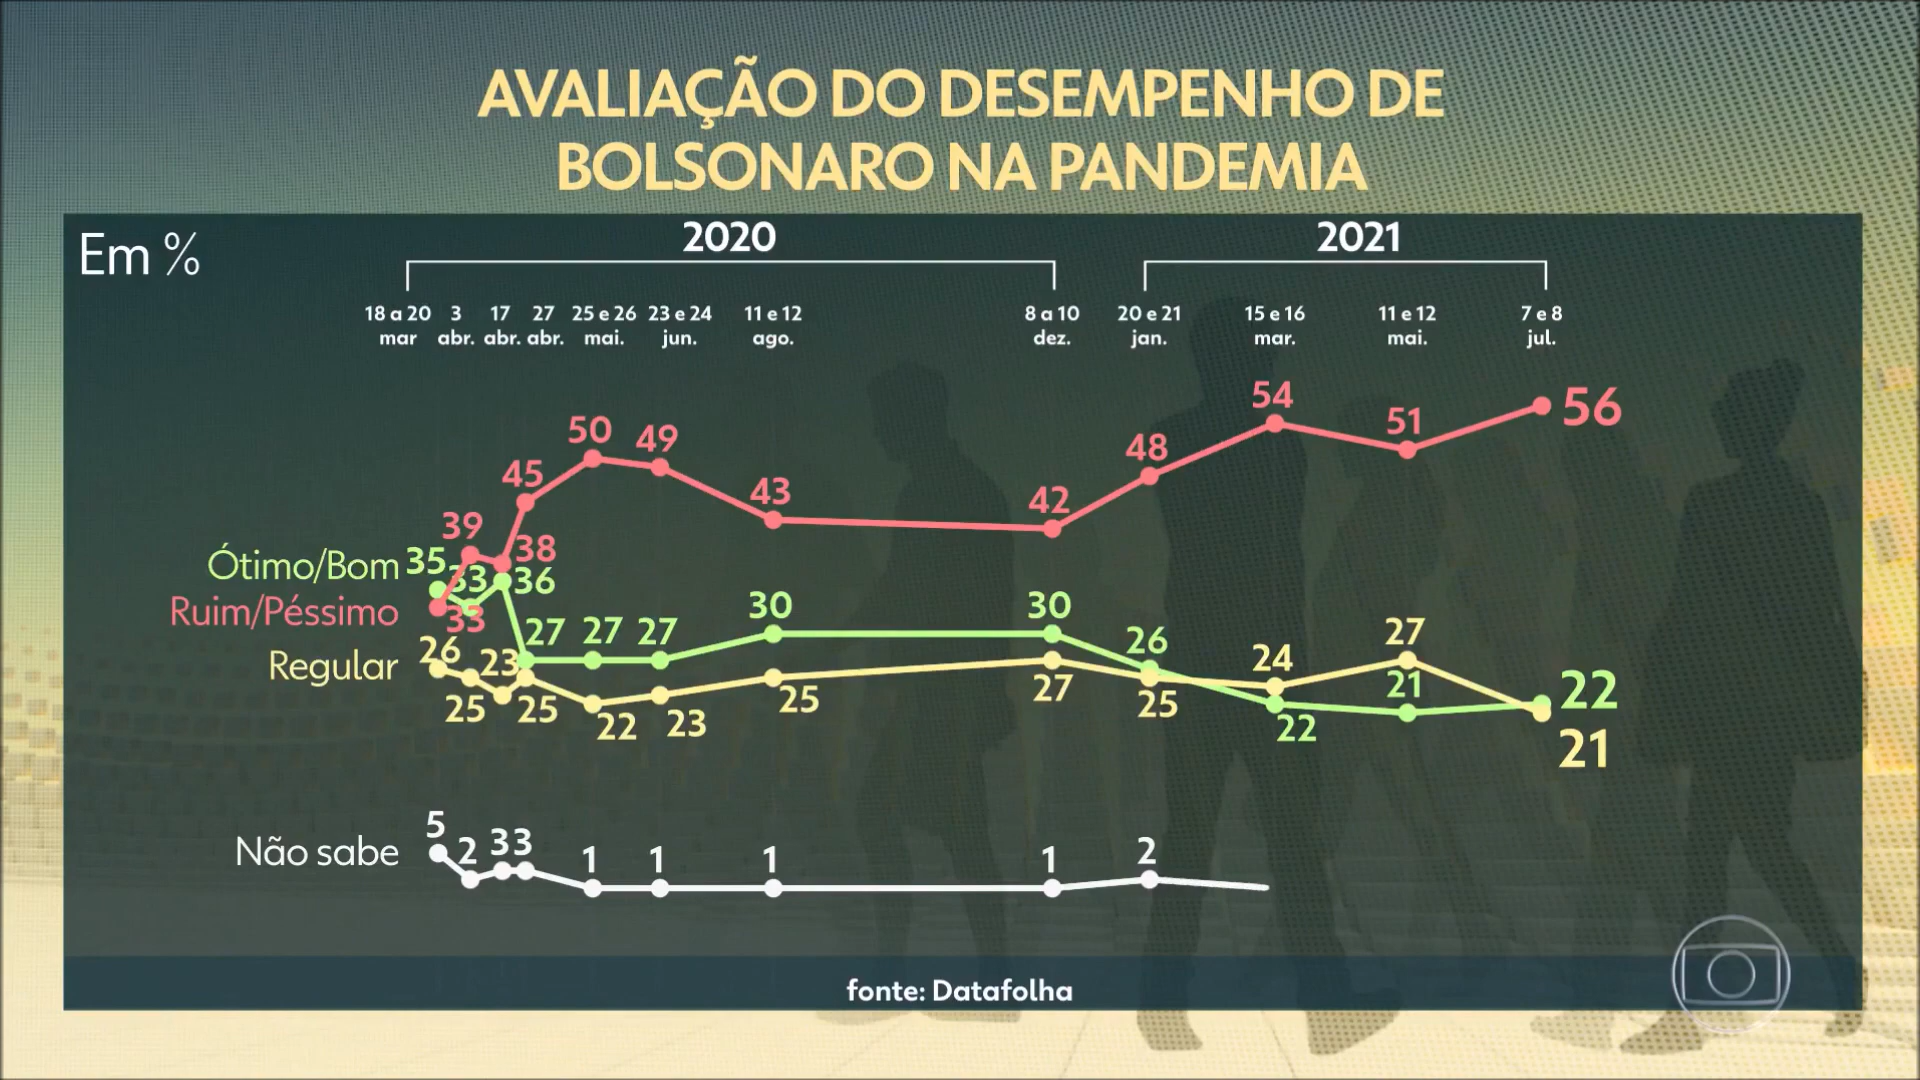 AVALIAÇÃO DO DESEMPENHO DE
BOLSONARO NA PANDEMIA
Em %
2020
2021
18 a 20 mar
3 abr.
17 abr.
27 abr.
25 e 26 mai.
23 e 24 jun.
11 e 12 ago.
8 a 10 dez.
20 e 21 jan.
15 e 16 mar.
11 e 12 mai.
7 e 8 jul.
Ótimo/Bom 35 33 36 27 27 27 30 30 26 22 21 22
Ruim/Péssimo 33 39 38 45 50 49 43 42 48 54 51 56
Regular 26 25 23 25 22 23 25 27 25 24 27 21
Não sabe 5 2 3 3 1 1 1 1 2
fonte: Datafolha